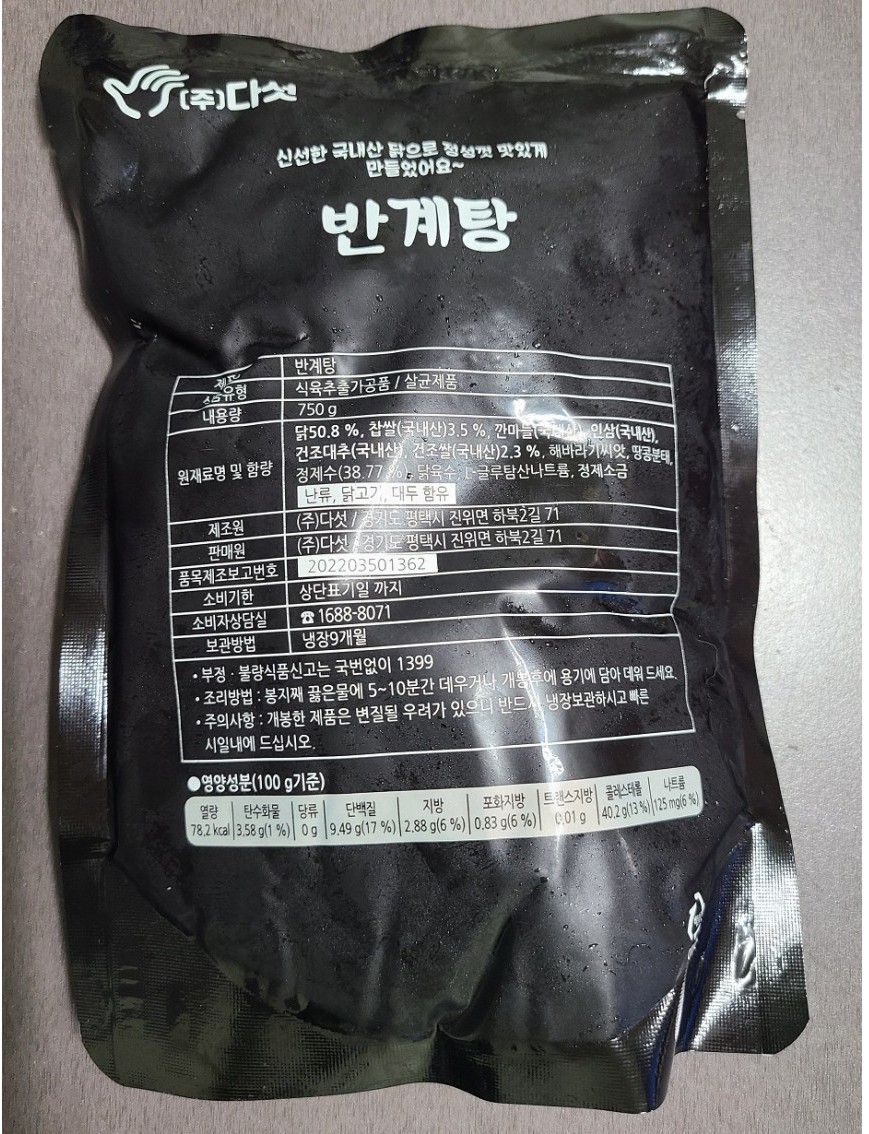 (주)다섯
신선한 국내산 닭으로 정성껏 맛있게
만들었어요~
반계탕
반계탕
유형 식육추출가공품 / 살균제품
내용량 750 g
원재료명 및 함량
닭50.8 %, 찹쌀(국내산)3.5 %, 깐마늘(국내산), 인삼(국내산),
건조대추(국내산), 건조쌀(국내산)2.3 %, 해바라기씨앗, 땅콩분태,
정제수(38.77 %), 닭육수, L-글루탐산나트륨, 정제소금
난류, 닭고기, 대두 함유
제조원 (주)다섯 / 경기도 평택시 진위면 하북2길 71
판매원 (주)다섯 / 경기도 평택시 진위면 하북2길 71
품목제조보고번호 202203501362
소비기한 상단표기일 까지
소비자상담실 ☎ 1688-8071
보관방법 냉장9개월
• 부정 · 불량식품신고는 국번없이 1399
• 조리방법 : 봉지째 끓은물에 5~10분간 데우거나 개봉후에 용기에 담아 데워 드세요.
• 주의사항 : 개봉한 제품은 변질될 우려가 있으니 반드시 냉장보관하시고 빠른
시일내에 드십시오.
●영양성분(100 g기준)
열량 탄수화물 당류 단백질 지방 포화지방 트랜스지방 콜레스테롤 나트륨
78.2 kcal 3.58 g(1 %) 0 g 9.49 g(17 %) 2.88 g(6 %) 0.83 g(6 %) 0.01 g 40.2 g(13 %) 125 mg(6 %)